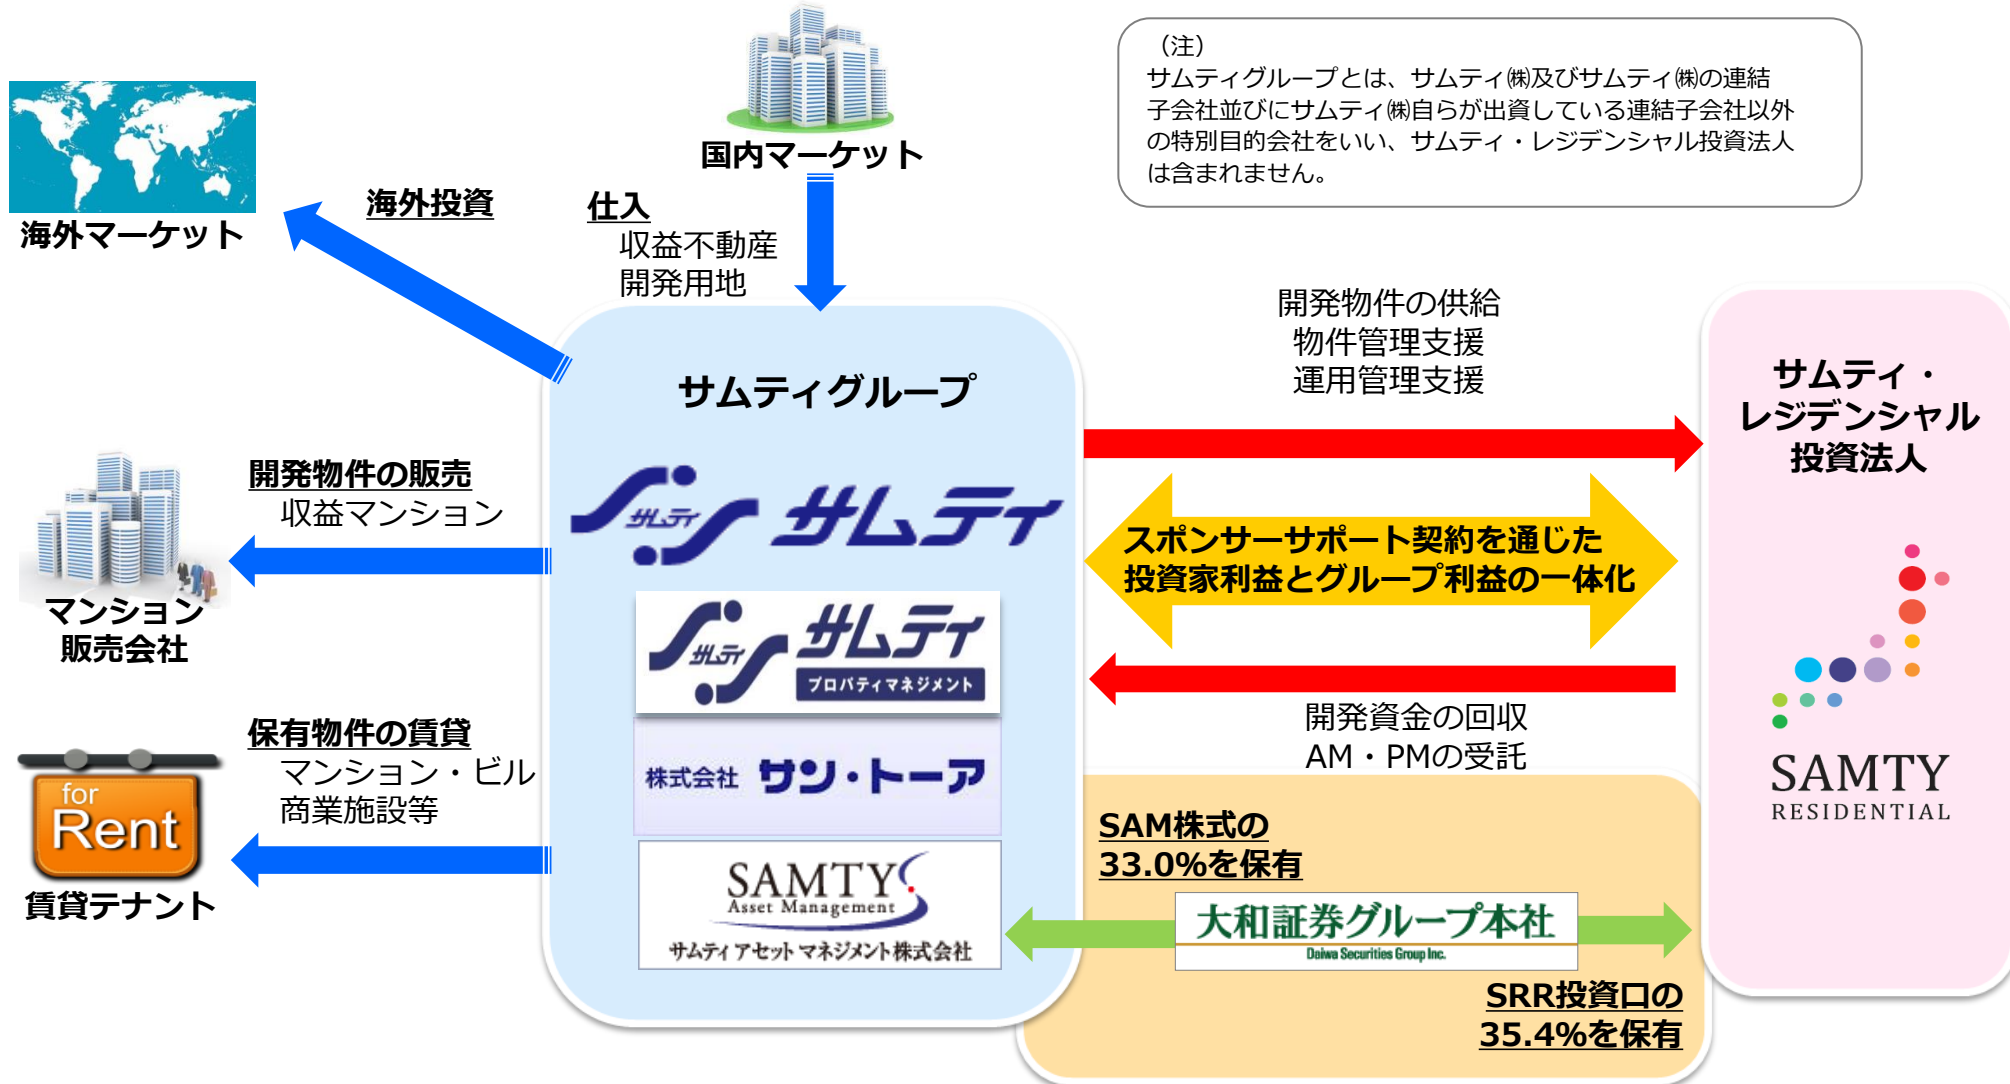 国内マーケット
（注）
サムティグループとは、サムティ㈱及びサムティ㈱の連結
子会社並びにサムティ㈱自らが出資している連結子会社以外
の特別目的会社をいい、サムティ・レジデンシャル投資法人
は含まれません。
海外マーケット
海外投資
仕入
収益不動産
開発用地
開発物件の供給
物件管理支援
運用管理支援
サムティグループ
サムティ
サムティ
サムティ
サムティ
プロパティマネジメント
株式会社 サン・トーア
SAMTY
Asset Management
サムティアセットマネジメント株式会社
開発物件の販売
収益マンション
マンション
販売会社
保有物件の賃貸
マンション・ビル
商業施設等
for
Rent
賃貸テナント
スポンサーサポート契約を通じた
投資家利益とグループ利益の一体化
開発資金の回収
AM・PMの受託
SAM株式の
33.0%を保有
大和証券グループ本社
Daiwa Securities Group Inc.
SRR投資口の
35.4%を保有
サムティ・
レジデンシャル
投資法人
SAMTY
RESIDENTIAL